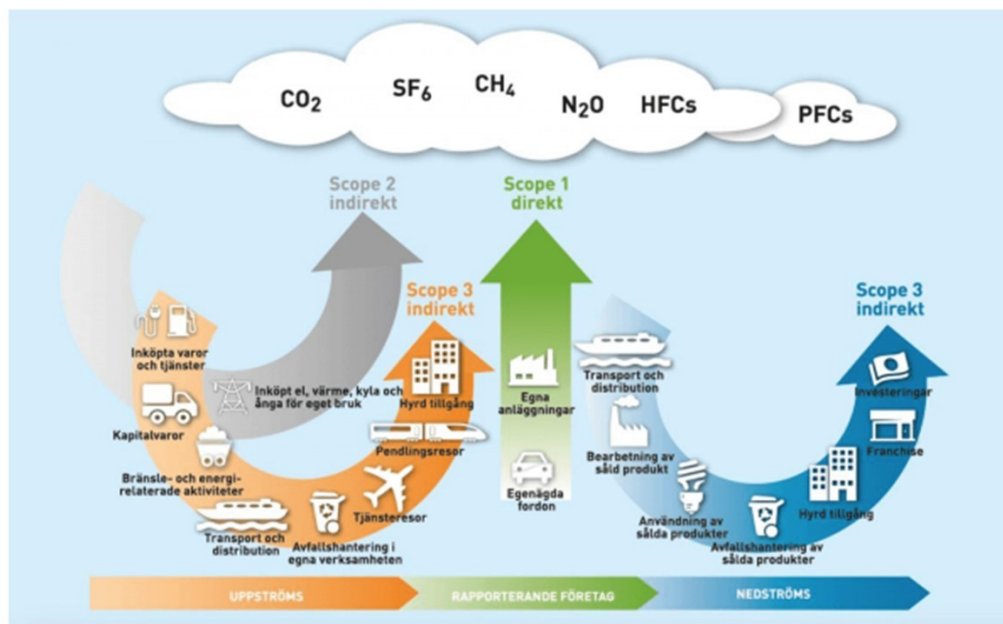 CO2
SF6
CH4
N2O
HFCs
PFCs
Scope 2
indirekt
Scope 1
direkt
Scope 3
indirekt
Scope 3
indirekt
Inköpta varor
och tjänster
Kapitalvaror
Bränsle- och energi-
relaterade aktiviteter
Transport och
distribution
Avfallshantering i
egna verksamheten
Tjänsteresor
Pendlingsresor
Hyrd tillgång
Inköpt el, värme, kyla och
ånga för eget bruk
Egna
anläggningar
Egenägda
fordon
Transport och
distribution
Bearbetning av
såld produkt
Användning av
sålda produkter
Avfallshantering av
sålda produkter
Hyrd tillgång
Franchise
Investeringar
UPPSTRÖMS
RAPPORTERANDE FÖRETAG
NEDSTRÖMS